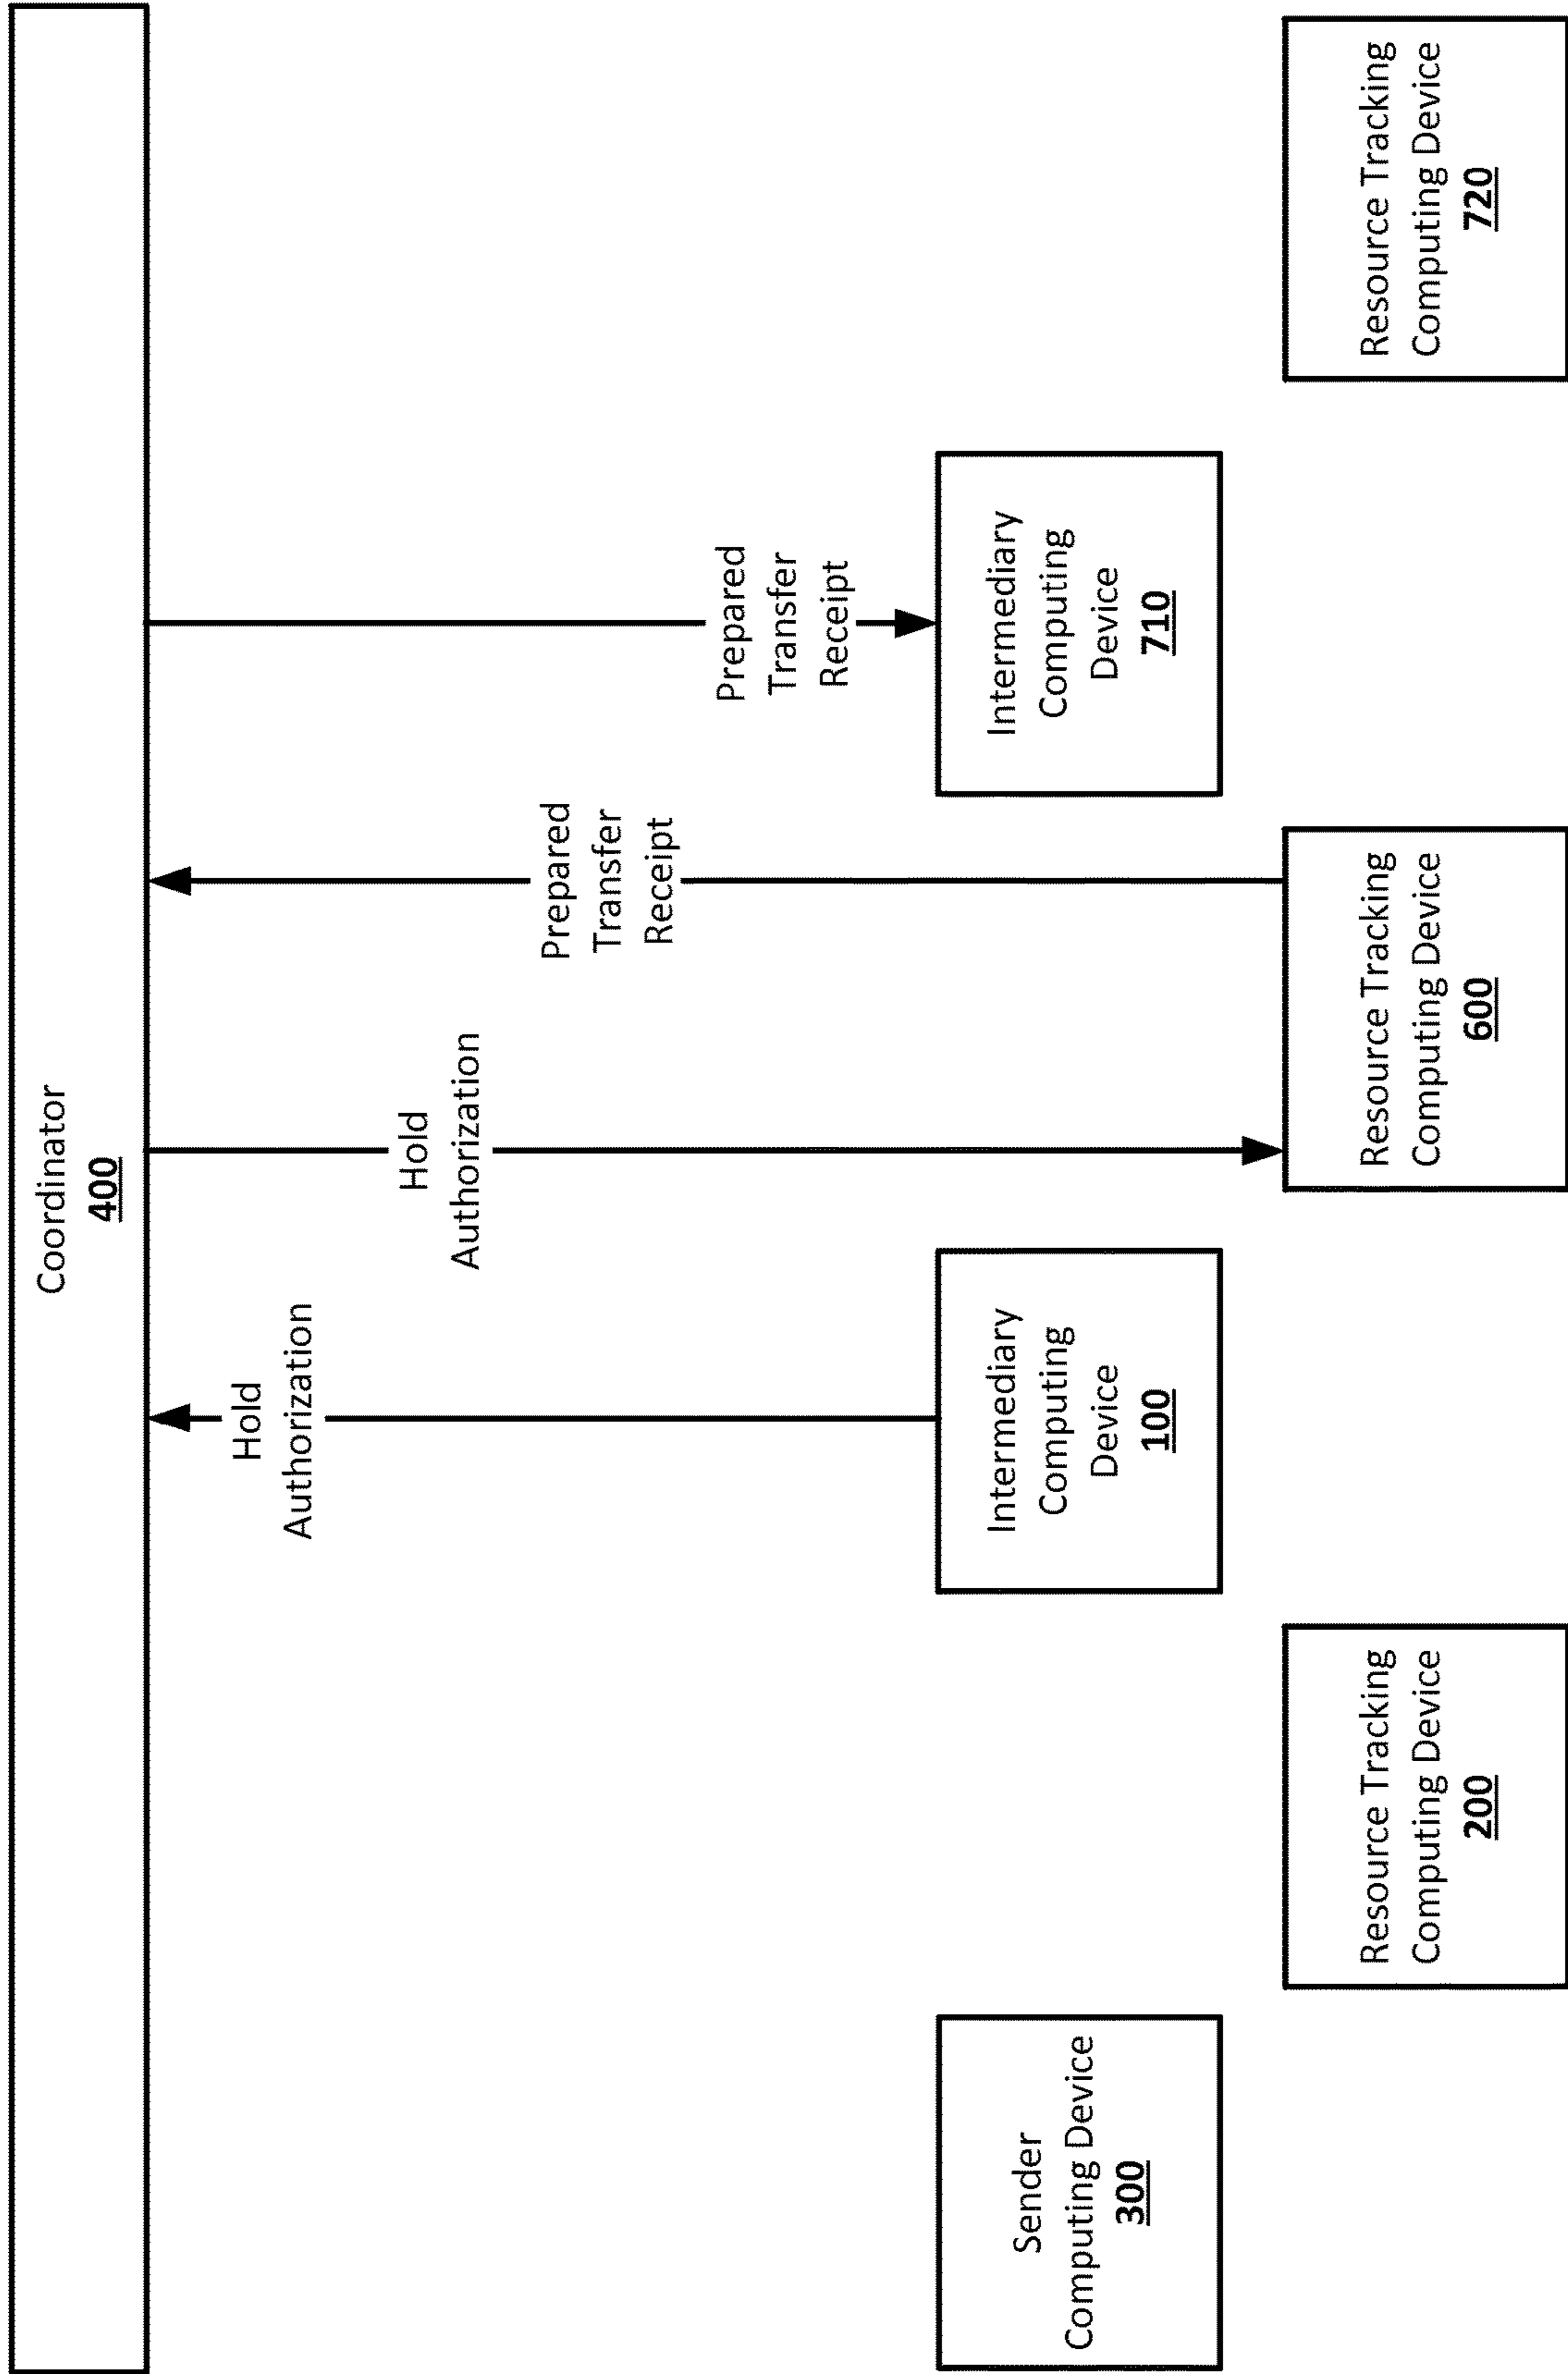 Coordinator
400
Hold
Authorization
Hold
Authorization
Prepared
Transfer
Receipt
Prepared
Transfer
Receipt
Sender
Computing Device
300
Intermediary
Computing
Device
100
Intermediary
Computing
Device
710
Resource Tracking
Computing Device
200
Resource Tracking
Computing Device
600
Resource Tracking
Computing Device
720